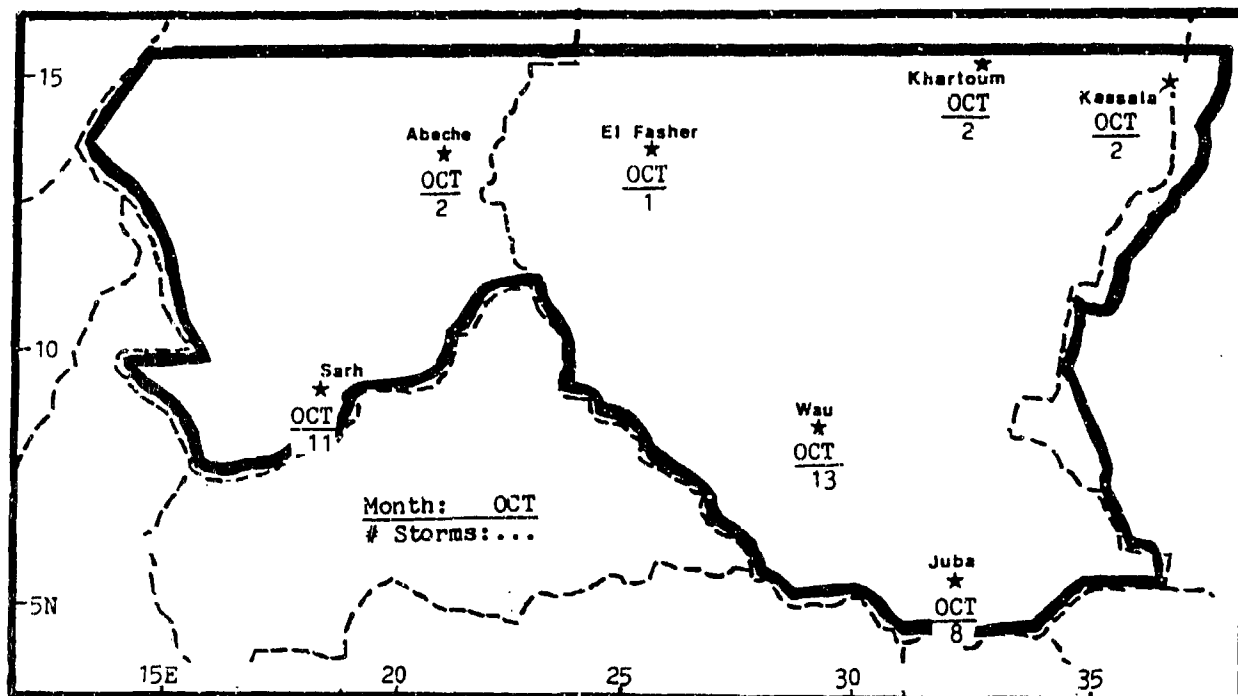 15
Khartoum
OCT
2
Kassala
OCT
2
Abeche
OCT
2
El Fasher
OCT
1
10
Sarh
OCT
11
Wau
OCT
13
Month: OCT
# Storms:...
Juba
OCT
8
5N
15E
20
25
30
35